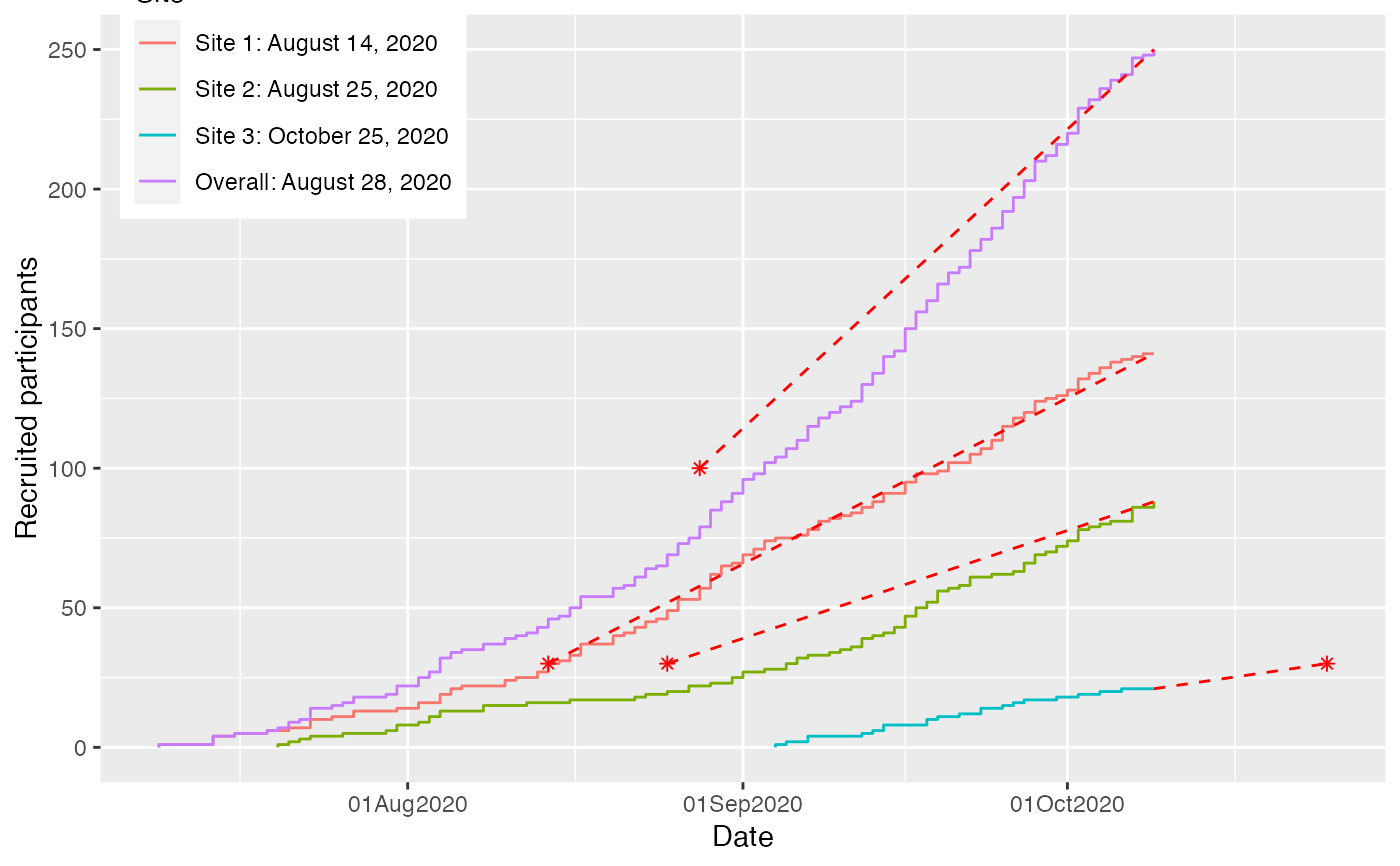 Site
Site 1: August 14, 2020
Site 2: August 25, 2020
Site 3: October 25, 2020
Overall: August 28, 2020
250
200
150
100
50
0
Recruited participants
01Aug2020
01Sep2020
01Oct2020
Date